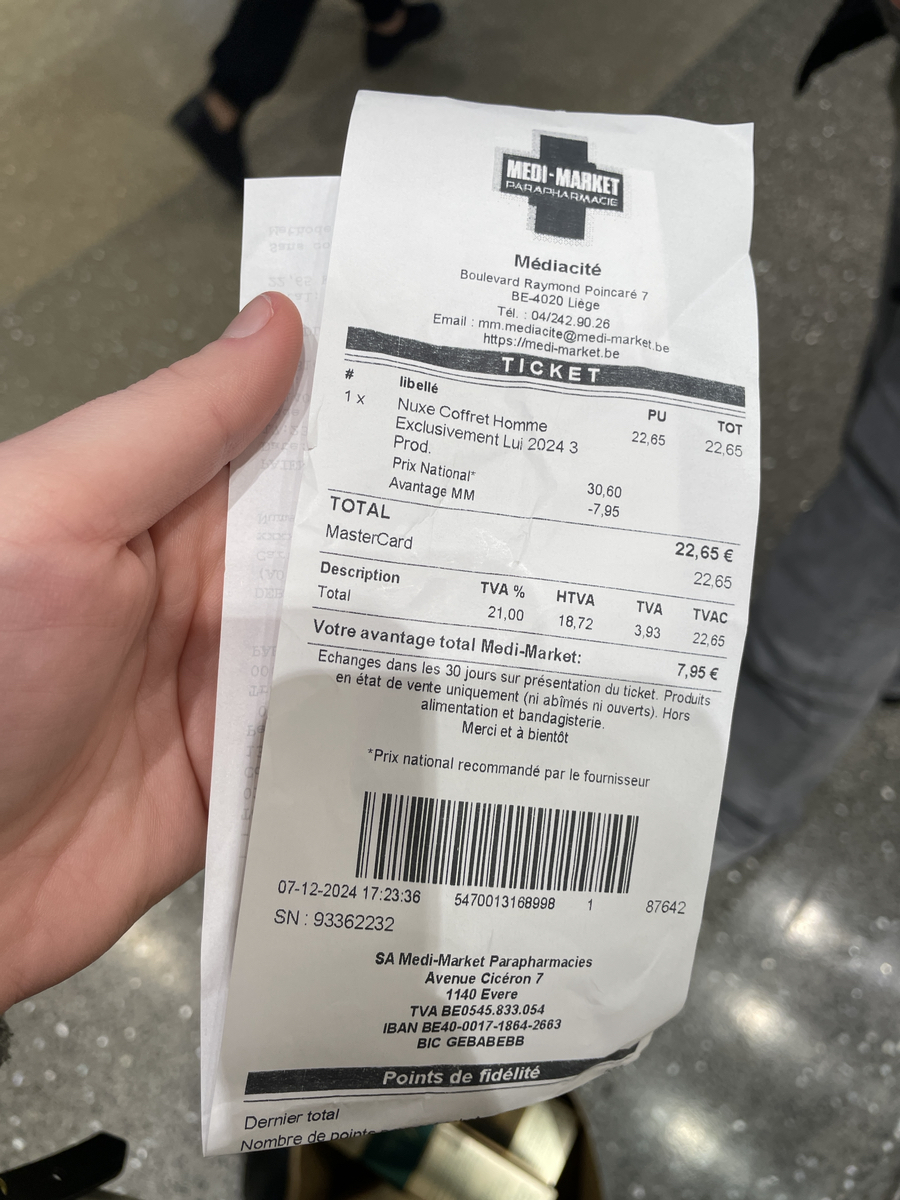 MEDI-MARKET
PARAPHARMACIE
Médiacité
Boulevard Raymond Poincaré 7
BE-4020 Liège
Tél. : 04/242.90.26
Email : mm.mediacite@medi-market.be
https://medi-market.be
TICKET
# libellé PU TOT
1 x Nuxe Coffret Homme 22,65 22,65
Exclusivement Lui 2024 3
Prod.
Prix National* 30,60
Avantage MM -7,95
TOTAL 22,65 €
MasterCard 22,65
Description TVA % HTVA TVA TVAC
Total 21,00 18,72 3,93 22,65
Votre avantage total Medi-Market: 7,95 €
Echanges dans les 30 jours sur présentation du ticket. Produits
en état de vente uniquement (ni abîmés ni ouverts). Hors
alimentation et bandagisterie.
Merci et à bientôt
*Prix national recommandé par le fournisseur
07-12-2024 17:23:36 5470013168998 1 87642
SN : 93362232
SA Medi-Market Parapharmacies
Avenue Cicéron 7
1140 Evere
TVA BE0545.833.054
IBAN BE40-0017-1864-2663
BIC GEBABEBB
Points de fidélité
Dernier total
Nombre de points